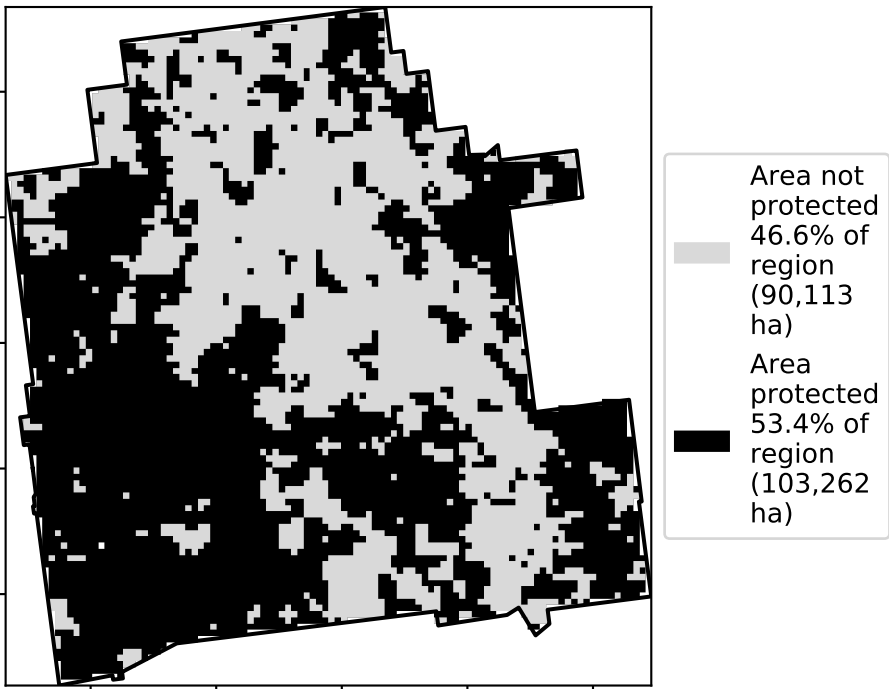 Area not
protected
46.6% of
region
(90,113
ha)
Area
protected
53.4% of
region
(103,262
ha)